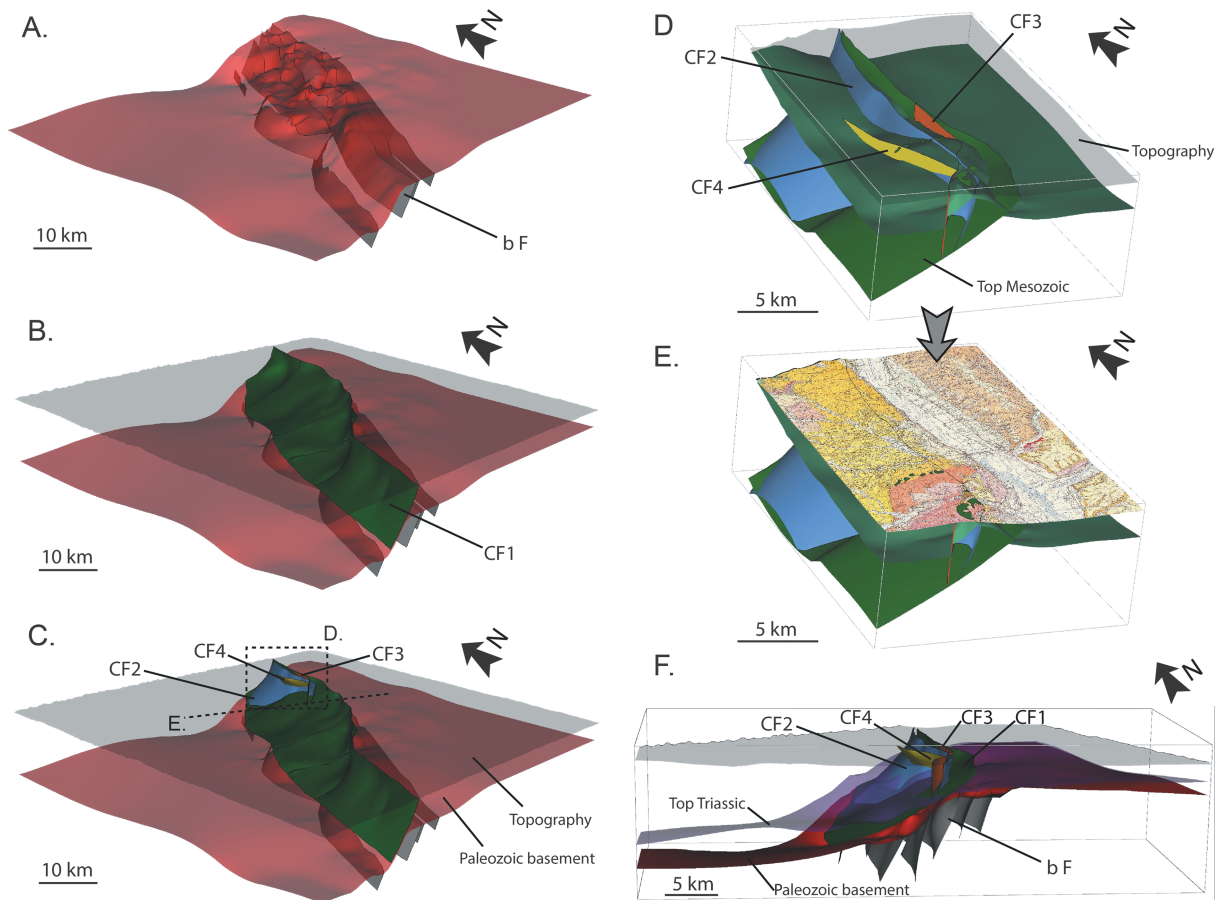 A.
N
10 km
b F
B.
N
10 km
CF1
C.
N
D.
CF4
CF3
CF2
E.
10 km
Topography
Paleozoic basement
D
N
CF3
CF2
CF4
Topography
Top Mesozoic
5 km
E.
N
5 km
F.
N
CF2
CF4
CF3
CF1
Top Triassic
b F
Paleozoic basement
5 km